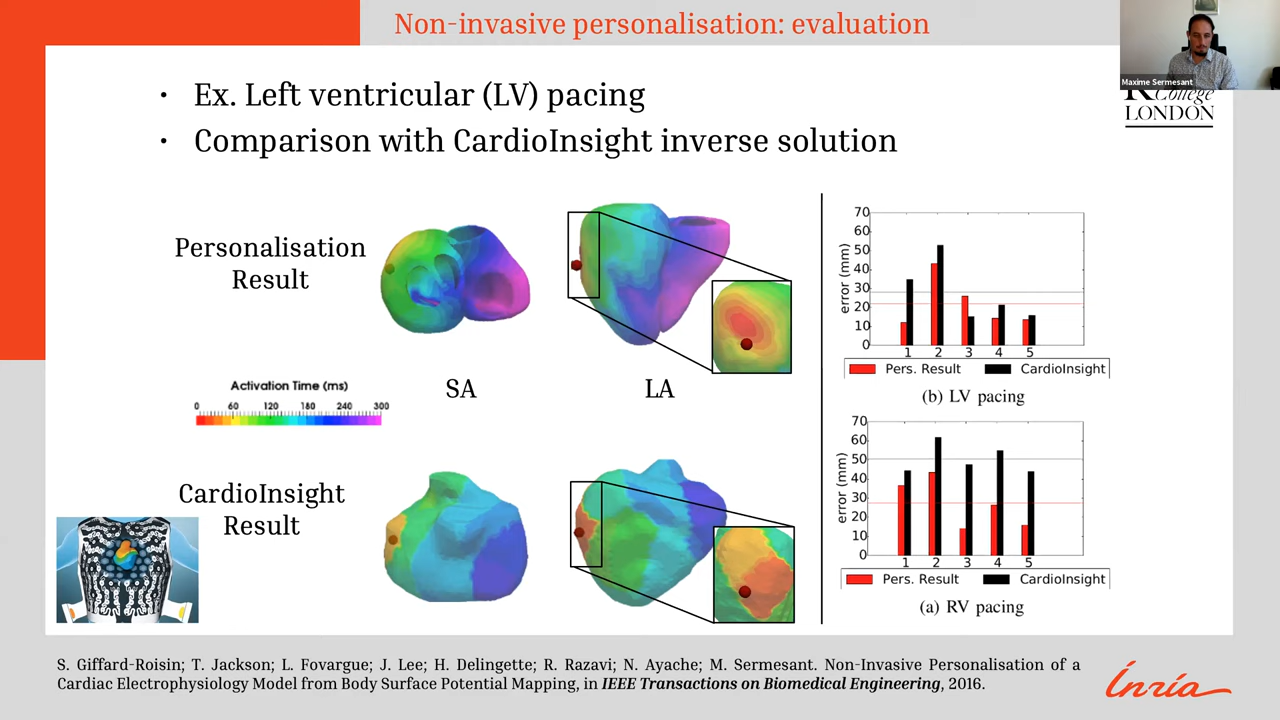 Non-invasive personalisation: evaluation
Maxime Sermesant
College
LONDON
• Ex. Left ventricular (LV) pacing
• Comparison with CardioInsight inverse solution
Personalisation
Result
Activation Time (ms)
0 60 120 180 240 300
SA
LA
CardioInsight
Result
70
60
50
40
30
20
10
0
error (mm)
1 2 3 4 5
Pers. Result CardioInsight
(b) LV pacing
70
60
50
40
30
20
10
0
error (mm)
1 2 3 4 5
Pers. Result CardioInsight
(a) RV pacing
S. Giffard-Roisin; T. Jackson; L. Fovargue; J. Lee; H. Delingette; R. Razavi; N. Ayache; M. Sermesant. Non-Invasive Personalisation of a
Cardiac Electrophysiology Model from Body Surface Potential Mapping, in IEEE Transactions on Biomedical Engineering, 2016.
Inria